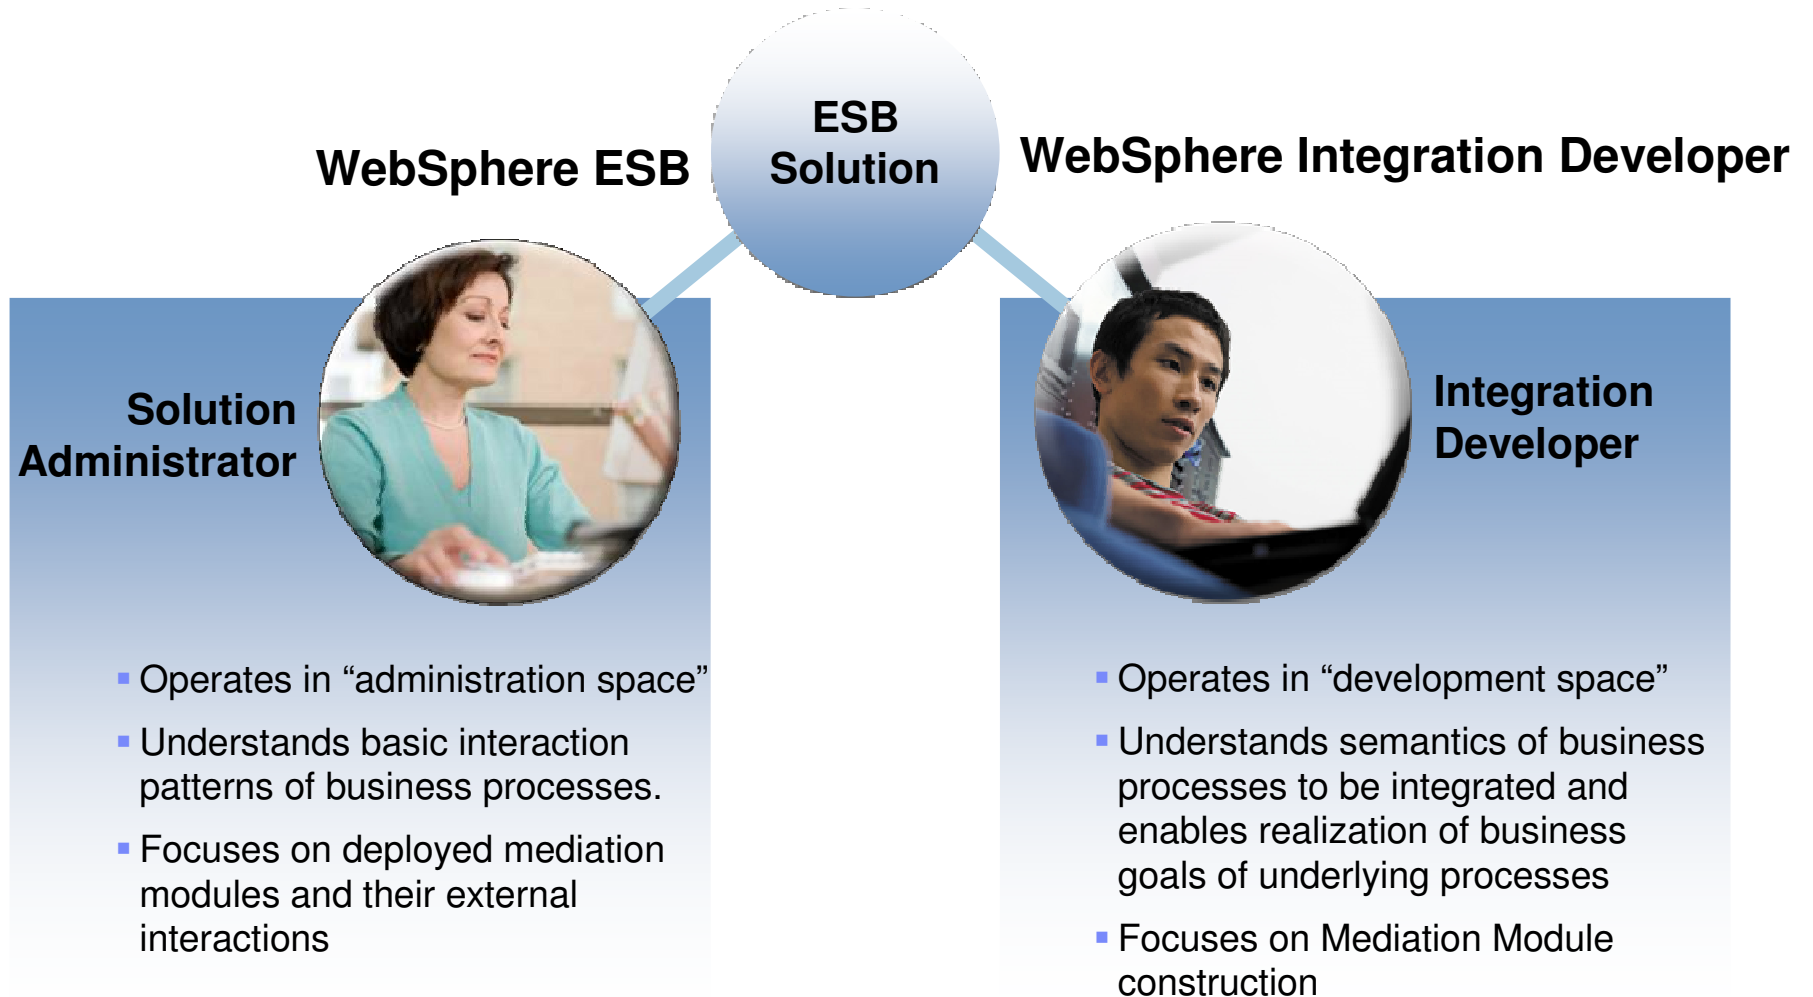 ESB
Solution
WebSphere ESB
WebSphere Integration Developer
Solution
Administrator
▪ Operates in “administration space”
▪ Understands basic interaction
patterns of business processes.
▪ Focuses on deployed mediation
modules and their external
interactions
Integration
Developer
▪ Operates in “development space”
▪ Understands semantics of business
processes to be integrated and
enables realization of business
goals of underlying processes
▪ Focuses on Mediation Module
construction